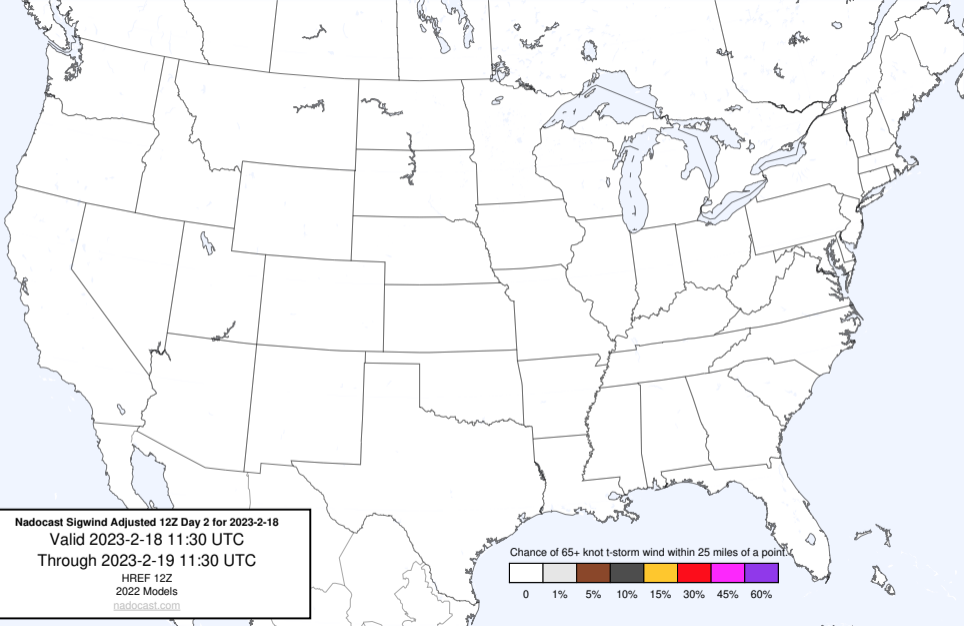 Nadocast Sigwind Adjusted 12Z Day 2 for 2023-2-18
Valid 2023-2-18 11:30 UTC
Through 2023-2-19 11:30 UTC
HREF 12Z
2022 Models
nadocast.com
Chance of 65+ knot t-storm wind within 25 miles of a point.
0 1% 5% 10% 15% 30% 45% 60%